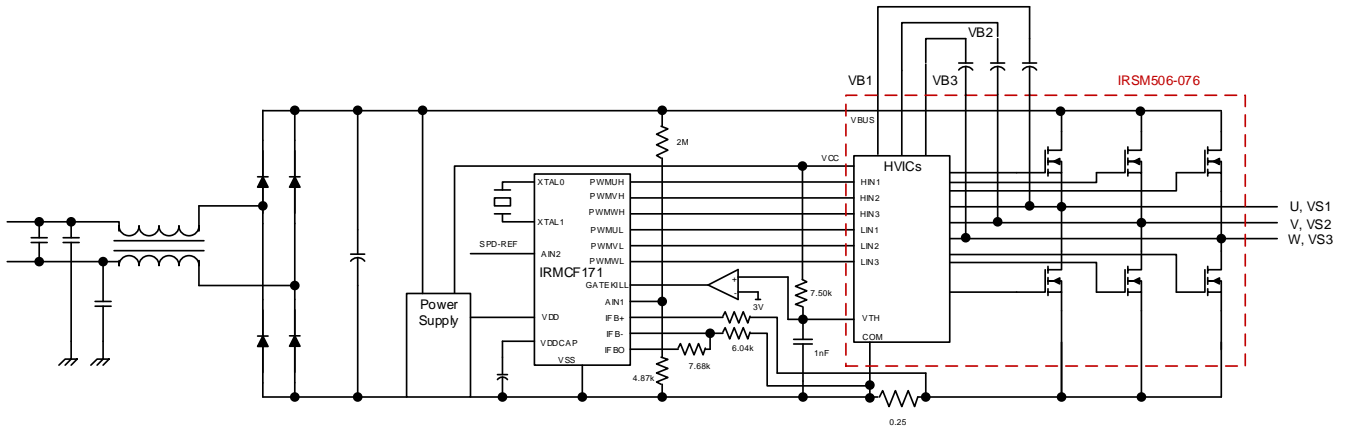 VB2
VB1
VB3
IRSM506-076
VBUS
2M
VCC
HVICs
XTAL0
PWMUH
HIN1
PWMVH
HIN2
U, VS1
PWMWH
HIN3
XTAL1
PWMUL
LIN1
V, VS2
SPD-REF
PWMVL
LIN2
W, VS3
AIN2
PWMWL
LIN3
IRMCF171
GATEKILL
+
-
7.50k
3V
Power
Supply
AIN1
VDD
IFB+
VTH
IFB-
COM
VDDCAP
IFBO
6.04k
1nF
VSS
7.68k
4.87k
0.25